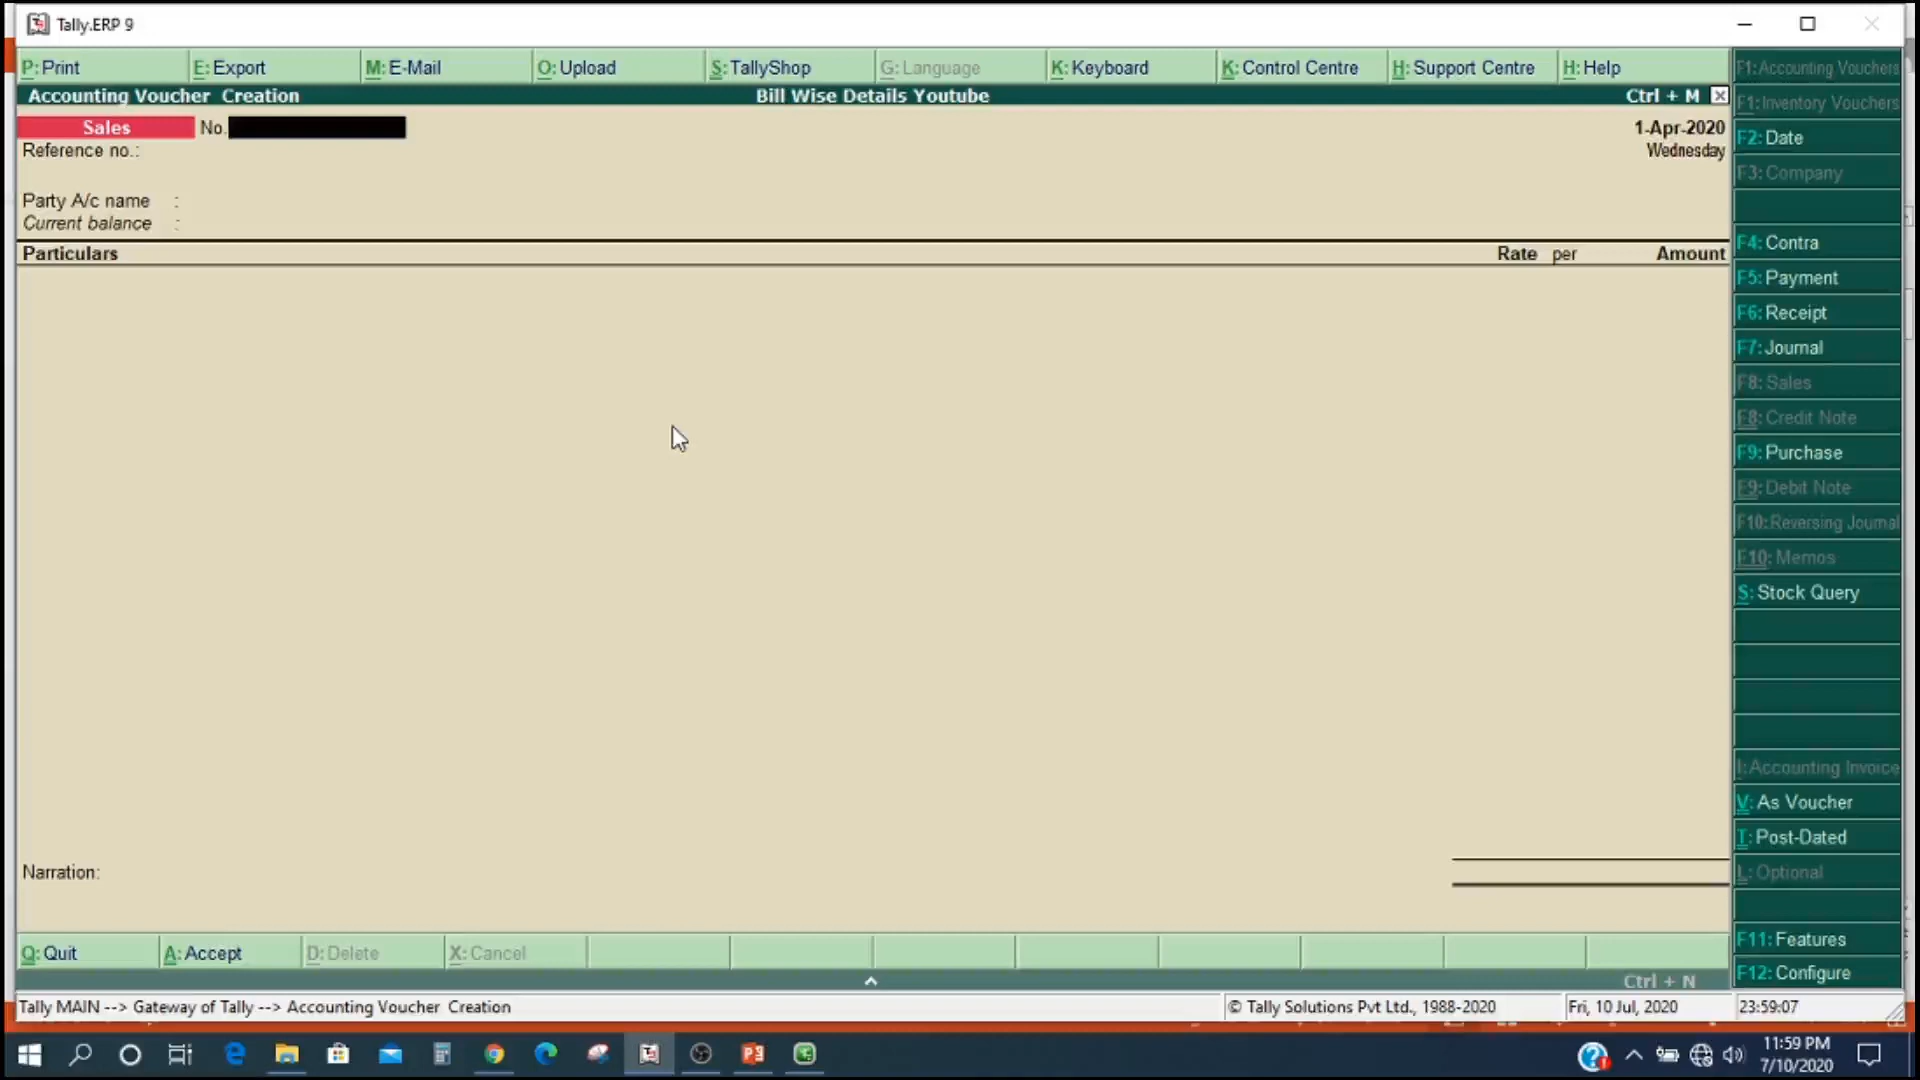 Tally.ERP 9
P: Print E: Export M: E-Mail O: Upload S: TallyShop G: Language K: Keyboard K: Control Centre H: Support Centre H: Help
Accounting Voucher Creation Bill Wise Details Youtube Ctrl + M
Sales No. 1-Apr-2020
Reference no.: Wednesday
Party A/c name :
Current balance :
Particulars Rate per Amount
Narration:
F1: Accounting Vouchers
F1: Inventory Vouchers
F2: Date
F3: Company
F4: Contra
F5: Payment
F6: Receipt
F7: Journal
F8: Sales
F8: Credit Note
F9: Purchase
F9: Debit Note
F10: Reversing Journal
F10: Memos
S: Stock Query
I: Accounting Invoice
V: As Voucher
T: Post-Dated
L: Optional
F11: Features
F12: Configure
Q: Quit A: Accept D: Delete X: Cancel
Ctrl + N
Tally MAIN --> Gateway of Tally --> Accounting Voucher Creation © Tally Solutions Pvt Ltd., 1988-2020 Fri, 10 Jul, 2020 23:59:07
11:59 PM
7/10/2020